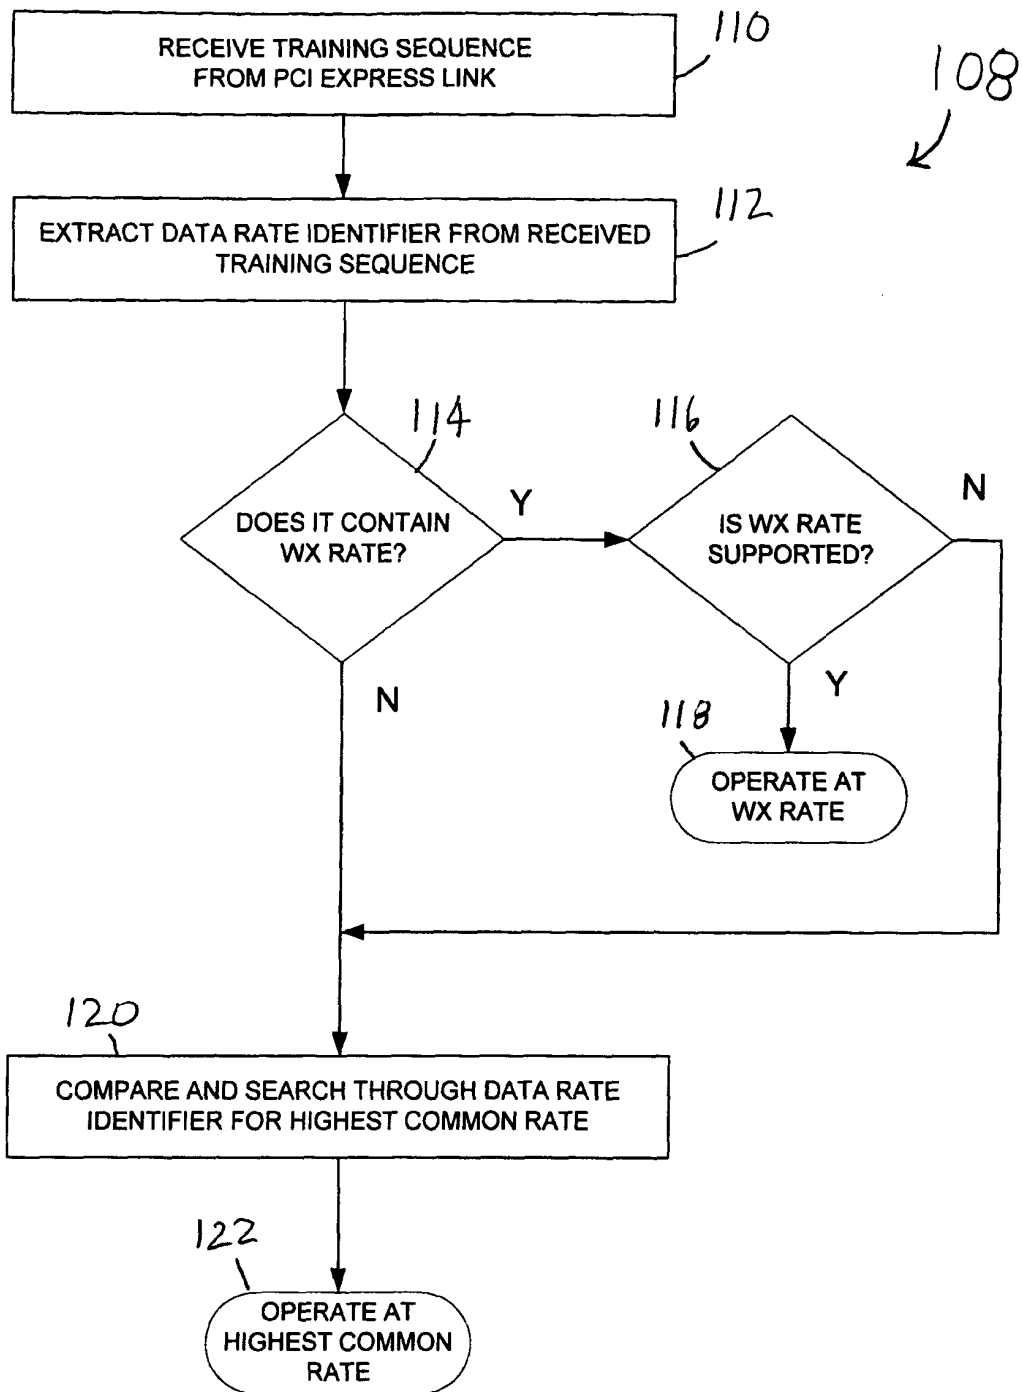 RECEIVE TRAINING SEQUENCE
FROM PCI EXPRESS LINK
110
108
EXTRACT DATA RATE IDENTIFIER FROM RECEIVED
TRAINING SEQUENCE
112
114
DOES IT CONTAIN
WX RATE?
Y
N
116
IS WX RATE
SUPPORTED?
N
Y
118
OPERATE AT
WX RATE
120
COMPARE AND SEARCH THROUGH DATA RATE
IDENTIFIER FOR HIGHEST COMMON RATE
122
OPERATE AT
HIGHEST COMMON
RATE